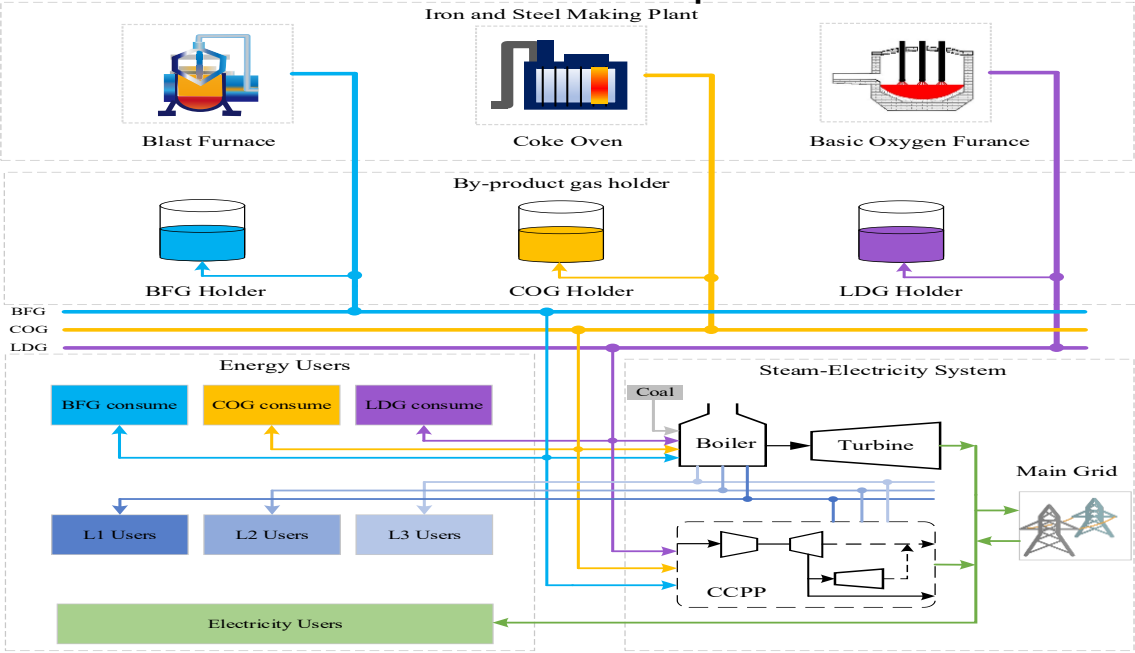 Iron and Steel Making Plant
Blast Furnace
Coke Oven
Basic Oxygen Furance
By-product gas holder
BFG Holder
COG Holder
LDG Holder
BFG
COG
LDG
Energy Users
Steam-Electricity System
BFG consume
COG consume
LDG consume
Coal
Boiler
Turbine
Main Grid
L1 Users
L2 Users
L3 Users
CCPP
Electricity Users